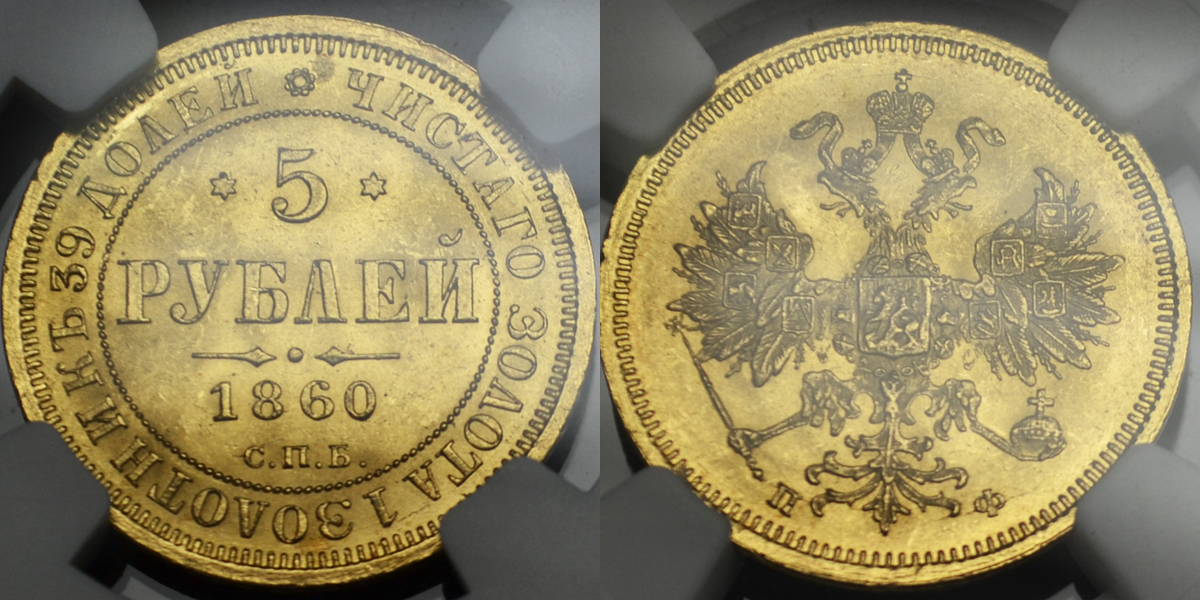 ЧИСТАГО ЗОЛОТА 1 ЗОЛОТНИКЪ 39 ДОЛЕЙ
5
РУБЛЕЙ
1860
С.П.Б.
П Ф